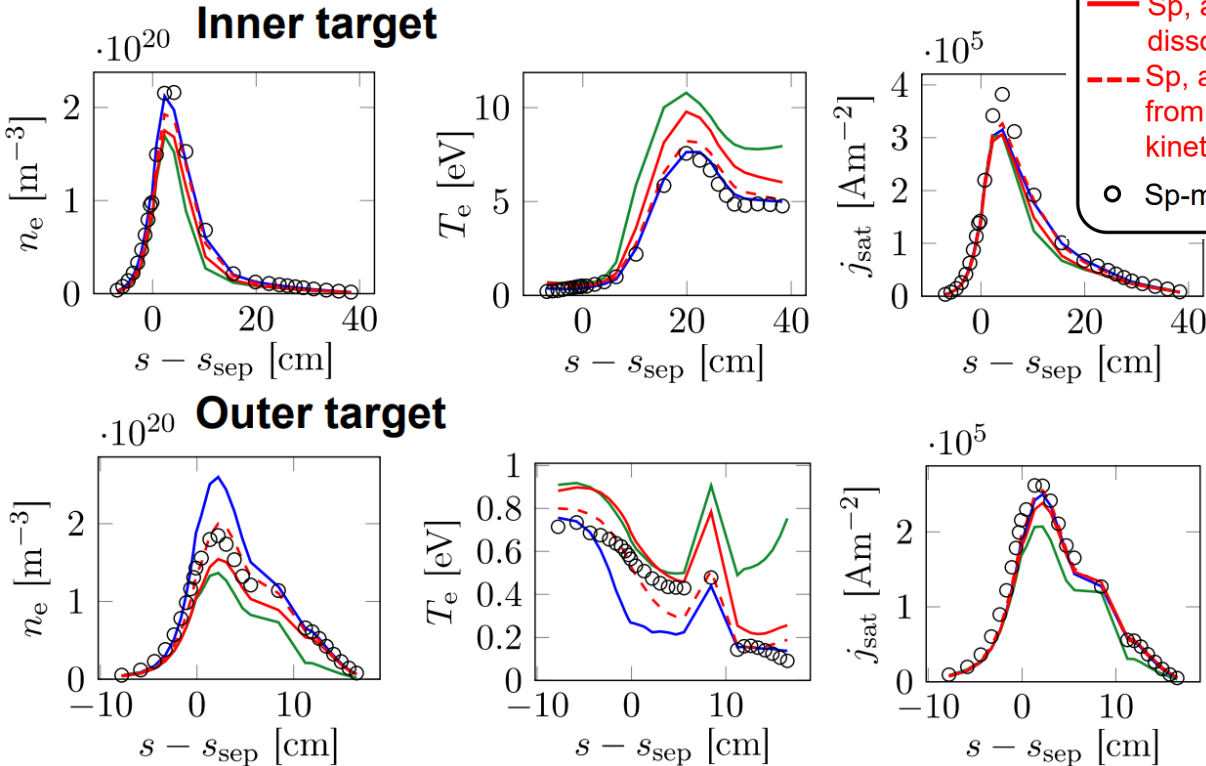 Inner target
Sp, a
disso
Sp, a
from
kinet
Sp-m
·10^20
n_e [m^−3]
2
1
0
0 20 40
s − s_sep [cm]
T_e [eV]
10
5
0
0 20 40
s − s_sep [cm]
·10^5
j_sat [Am^−2]
4
3
2
1
0
0 20 40
s − s_sep [cm]
Outer target
·10^20
n_e [m^−3]
2
1
0
−10 0 10
s − s_sep [cm]
T_e [eV]
1
0.8
0.6
0.4
0.2
0
−10 0 10
s − s_sep [cm]
·10^5
j_sat [Am^−2]
2
1
0
−10 0 10
s − s_sep [cm]